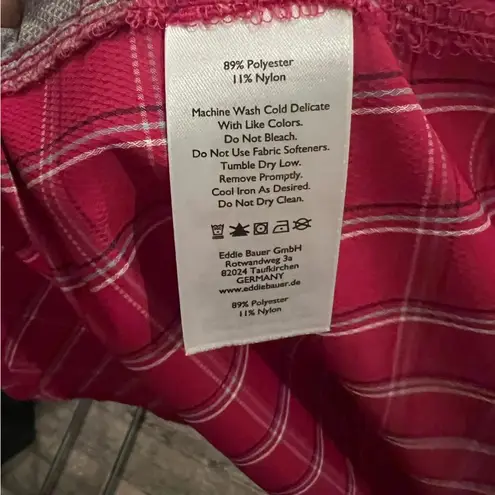 89% Polyester
11% Nylon
Machine Wash Cold Delicate
With Like Colors.
Do Not Bleach.
Do Not Use Fabric Softeners.
Tumble Dry Low.
Remove Promptly.
Cool Iron As Desired.
Do Not Dry Clean.
Eddie Bauer GmbH
Rotwandweg 3a
82024 Taufkirchen
GERMANY
www.eddiebauer.de
89% Polyester
11% Nylon